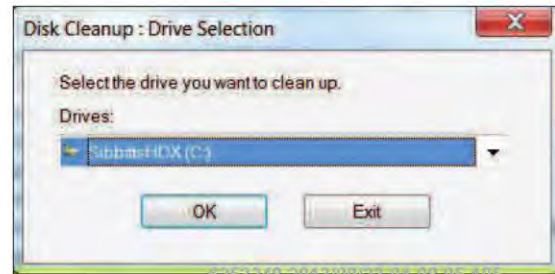 Disk Cleanup : Drive Selection
Select the drive you want to clean up.
Drives:
(C:)
OK
Exit